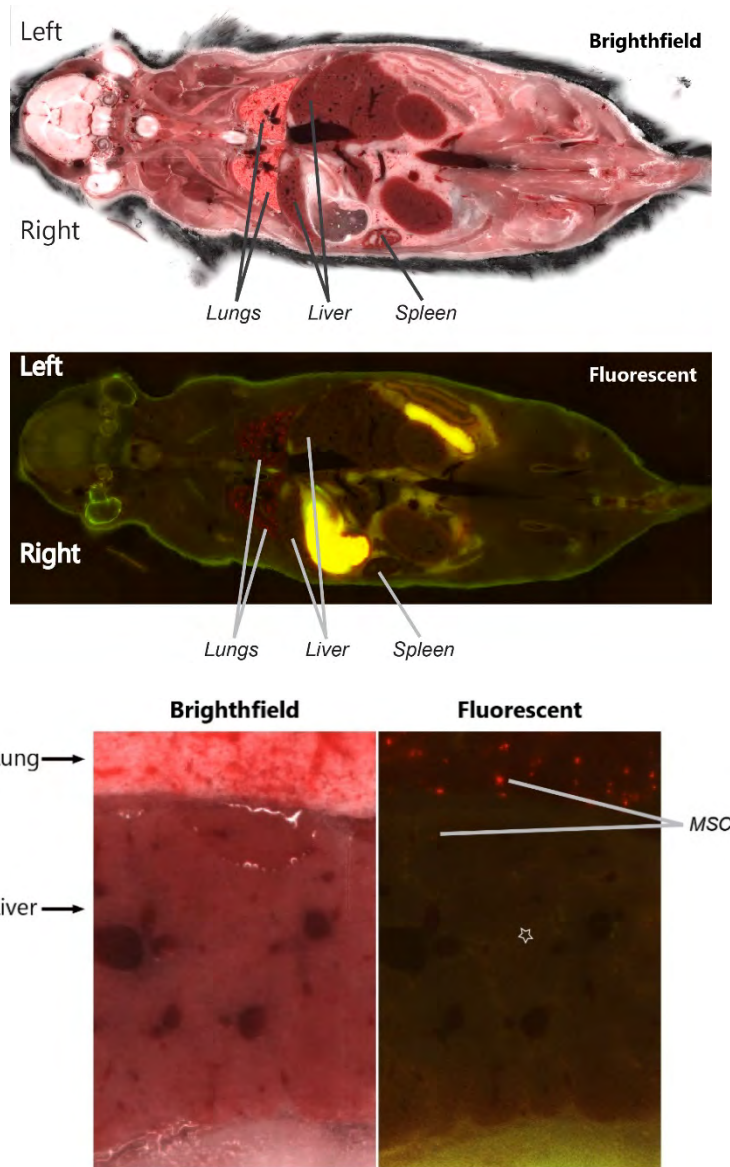 Left
Brighthfield
Right
Lungs Liver Spleen
Left
Fluorescent
Right
Lungs Liver Spleen
Brighthfield Fluorescent
ung
MSC
iver